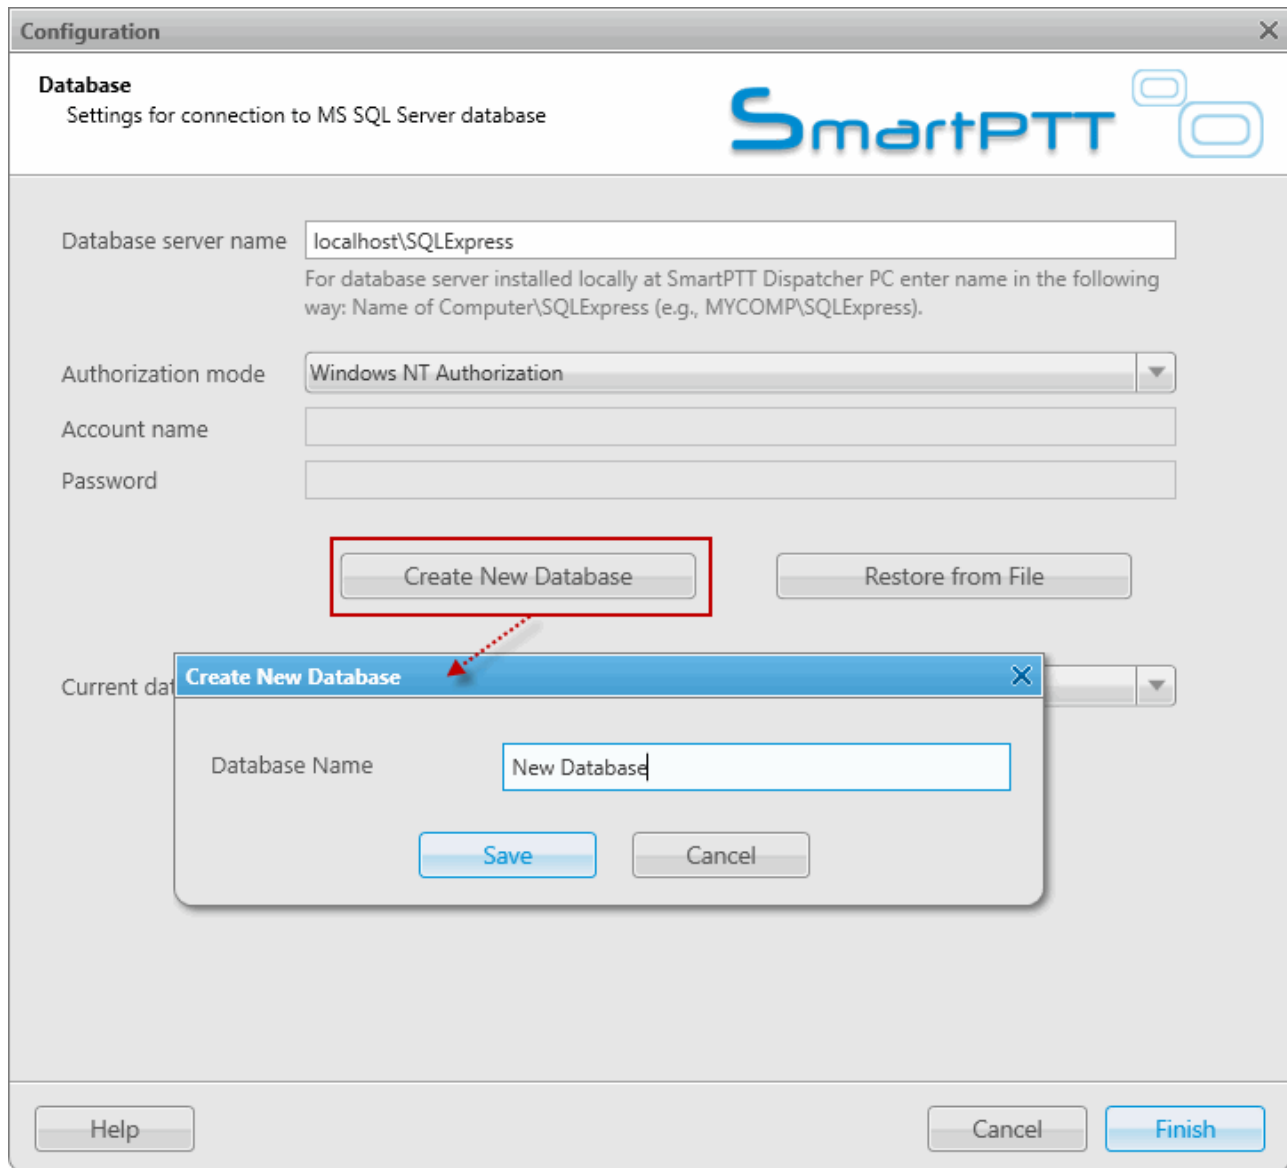 Configuration
Database
Settings for connection to MS SQL Server database
SmartPTT
Database server name
localhost\SQLExpress
For database server installed locally at SmartPTT Dispatcher PC enter name in the following
way: Name of Computer\SQLExpress (e.g., MYCOMP\SQLExpress).
Authorization mode
Windows NT Authorization
Account name
Password
Create New Database
Restore from File
Current dat
Create New Database
Database Name
New Database
Save
Cancel
Help
Cancel
Finish